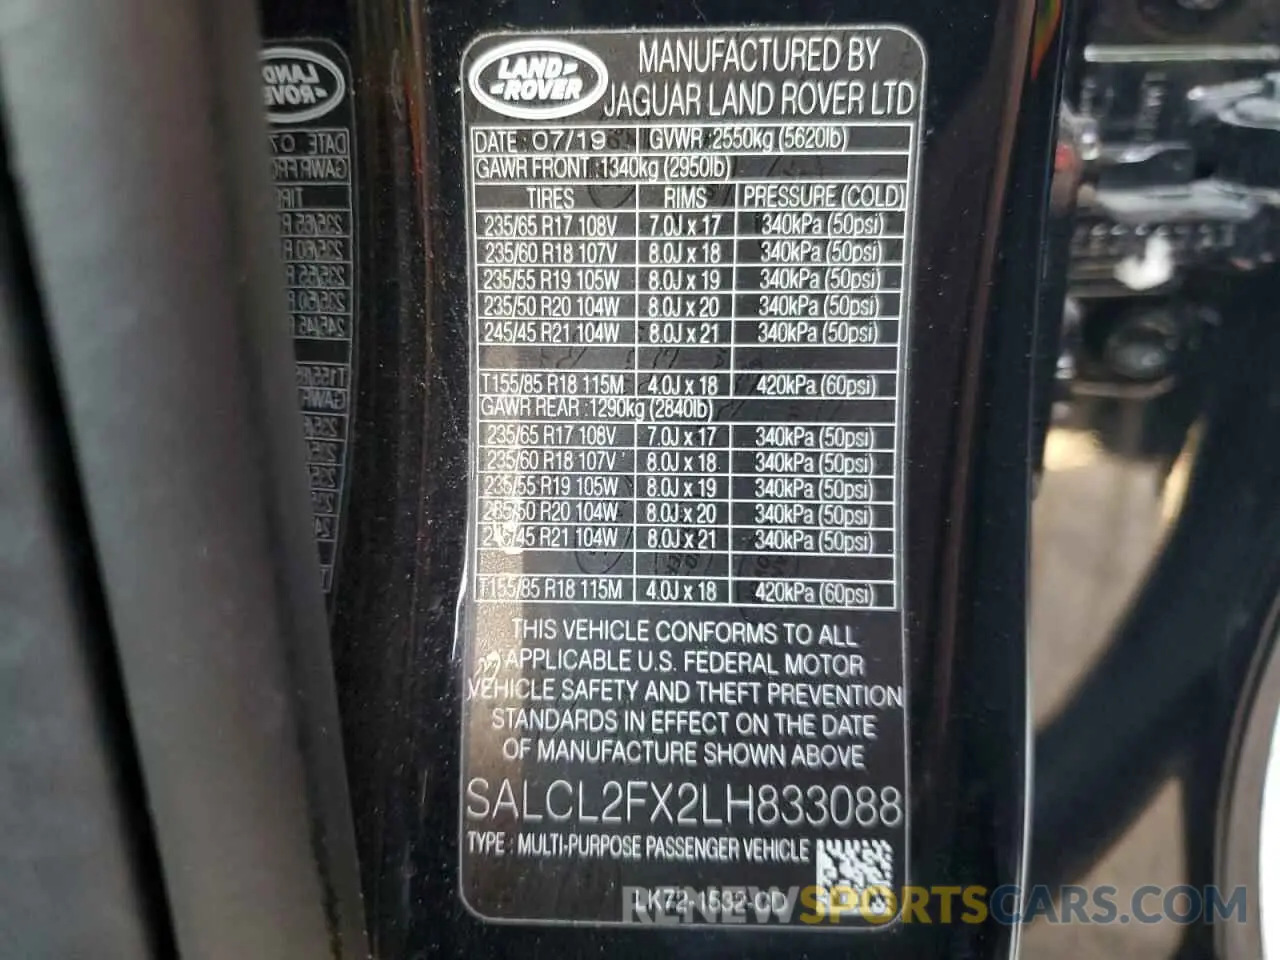 LAND ROVER
MANUFACTURED BY
JAGUAR LAND ROVER LTD
DATE : 07/19 GVWR : 2550kg (5620lb)
GAWR FRONT : 1340kg (2950lb)
TIRES RIMS PRESSURE (COLD)
235/65 R17 108V 7.0J x 17 340kPa (50psi)
235/60 R18 107V 8.0J x 18 340kPa (50psi)
235/55 R19 105W 8.0J x 19 340kPa (50psi)
235/50 R20 104W 8.0J x 20 340kPa (50psi)
245/45 R21 104W 8.0J x 21 340kPa (50psi)
T155/85 R18 115M 4.0J x 18 420kPa (60psi)
GAWR REAR : 1290kg (2840lb)
235/65 R17 108V 7.0J x 17 340kPa (50psi)
235/60 R18 107V 8.0J x 18 340kPa (50psi)
235/55 R19 105W 8.0J x 19 340kPa (50psi)
235/50 R20 104W 8.0J x 20 340kPa (50psi)
245/45 R21 104W 8.0J x 21 340kPa (50psi)
T155/85 R18 115M 4.0J x 18 420kPa (60psi)
THIS VEHICLE CONFORMS TO ALL
APPLICABLE U.S. FEDERAL MOTOR
VEHICLE SAFETY AND THEFT PREVENTION
STANDARDS IN EFFECT ON THE DATE
OF MANUFACTURE SHOWN ABOVE
SALCL2FX2LH833088
TYPE : MULTI-PURPOSE PASSENGER VEHICLE
LK72-1532-CD
RENEWSPORTSCARS.COM